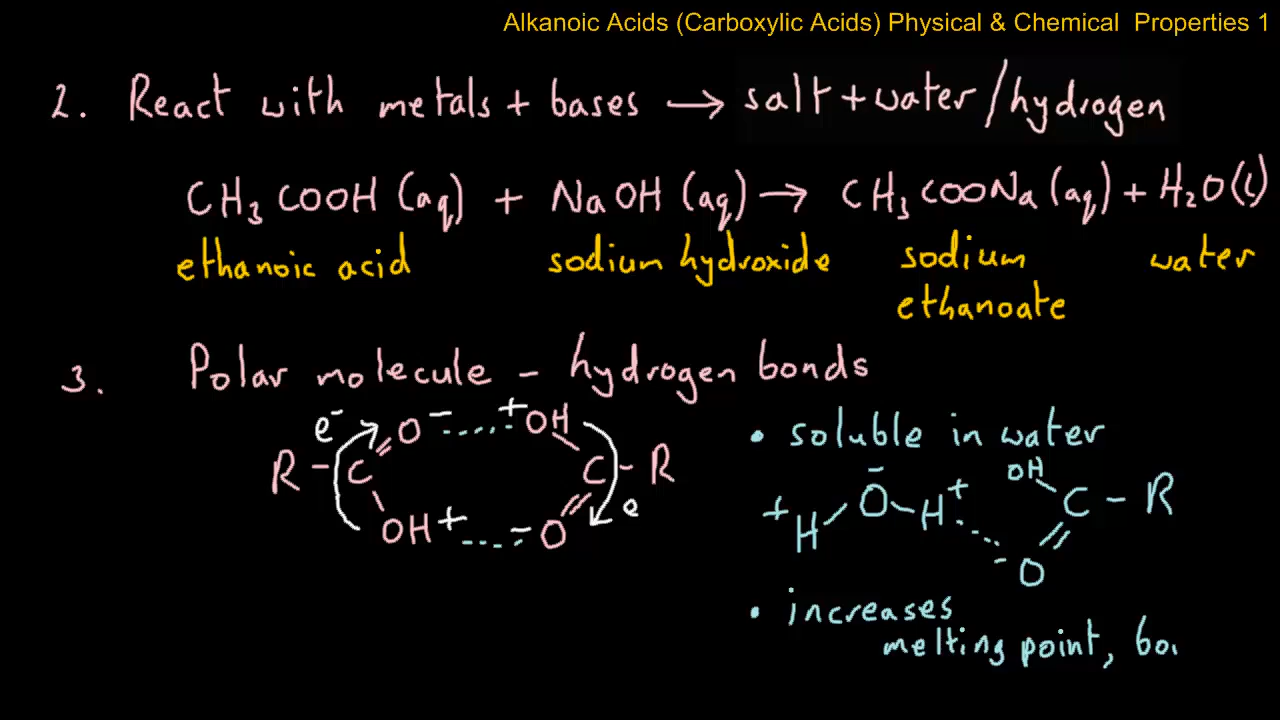 Alkanoic Acids (Carboxylic Acids) Physical & Chemical Properties 1
2. React with metals + bases → salt + water / hydrogen
CH₃COOH (aq) + NaOH (aq) → CH₃COONa (aq) + H₂O(l)
ethanoic acid sodium hydroxide sodium water
ethanoate
3. Polar molecule – hydrogen bonds
e⁻ O⁻ ⁺OH
R – C C – R
OH⁺ ⁻O e
• soluble in water
OH
⁺H O⁻ H⁺ C – R
⁻O
• increases
melting point, boi